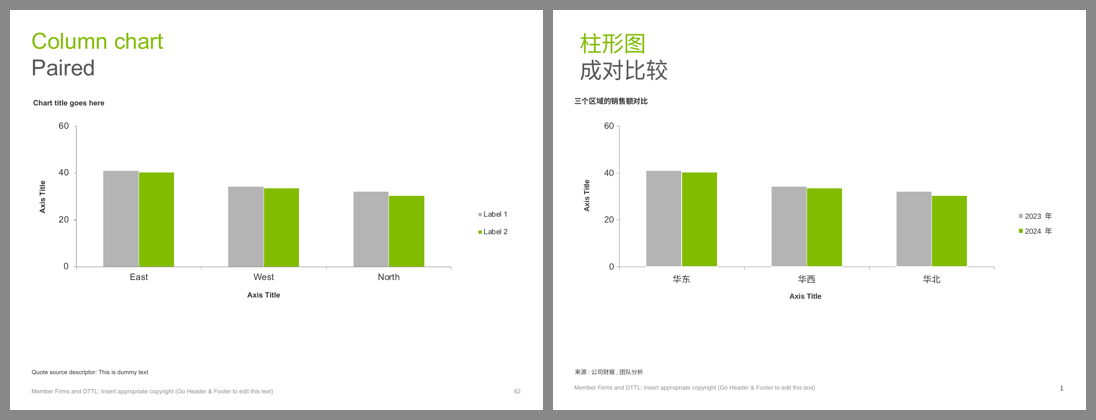 Column chart
Paired
Chart title goes here
60
40
20
0
Axis Title
East
West
North
Axis Title
Label 1
Label 2
Quote source descriptor: This is dummy text
Member Firms and DTTL: Insert appropriate copyright (Go Header & Footer to edit this text)
62
柱形图
成对比较
三个区域的销售额对比
60
40
20
0
Axis Title
华东
华西
华北
Axis Title
2023 年
2024 年
来源 : 公司财报 , 团队分析
Member Firms and DTTL: Insert appropriate copyright (Go Header & Footer to edit this text)
1